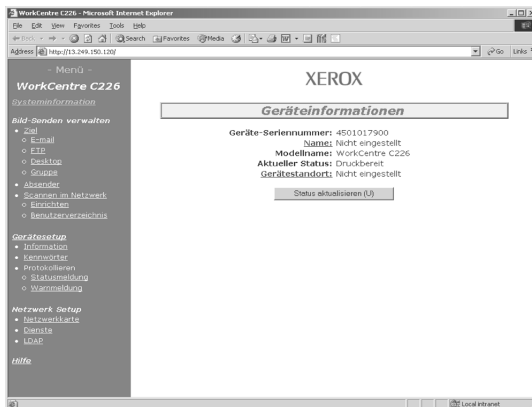 WorkCentre C226 - Microsoft Internet Explorer
File Edit View Favorites Tools Help
Back Search Favorites Media
Address http://13.249.150.120/ Go Links
- Menü -
WorkCentre C226
Systeminformation
Bild-Senden verwalten
Ziel
E-mail
FTP
Desktop
Gruppe
Absender
Scannen im Netzwerk
Einrichten
Benutzerverzeichnis
Gerätesetup
Information
Kennwörter
Protokollieren
Statusmeldung
Warnmeldung
Netzwerk Setup
Netzwerkkarte
Dienste
LDAP
Hilfe
XEROX
Geräteinformationen
Geräte-Seriennummer: 4501017900
Name: Nicht eingestellt
Modellname: WorkCentre C226
Aktueller Status: Druckbereit
Gerätestandort: Nicht eingestellt
Status aktualisieren (U)
Local intranet